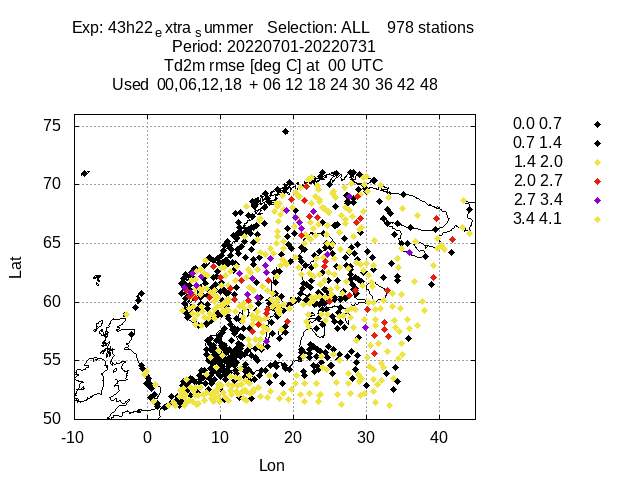 Exp: 43h22extrasummer   Selection: ALL    978 stations
Period: 20220701-20220731
Td2m rmse [deg C] at  00 UTC
Used  00,06,12,18  + 06 12 18 24 30 36 42 48
0.0 0.7
0.7 1.4
1.4 2.0
2.0 2.7
2.7 3.4
3.4 4.1
75
70
65
60
55
50
Lat
-10 0 10 20 30 40
Lon